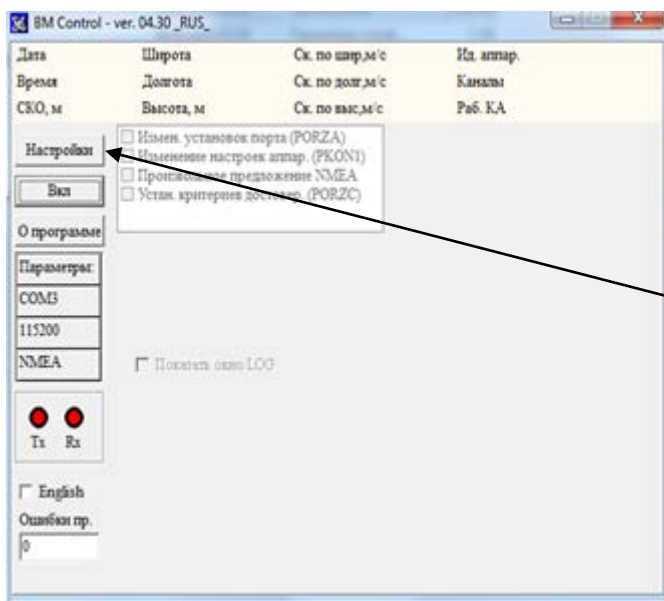 BM Control - ver. 04.30 _RUS_
Дата Широта Ск. по шир,м/с Ид. аппар.
Время Долгота Ск. по долг,м/с Каналы
СКО, м Высота, м Ск. по выс,м/с Раб. КА
Настройки
Измен. установок порта (PORZA)
Изменение настроек аппар. (PKON1)
Произвольное предложение NMEA
Устан. критериев достовер. (PORZC)
Вкл
О программе
Параметры:
COM3
115200
NMEA
Показать окно LOG
Tx Rx
English
Ошибки пр.
0